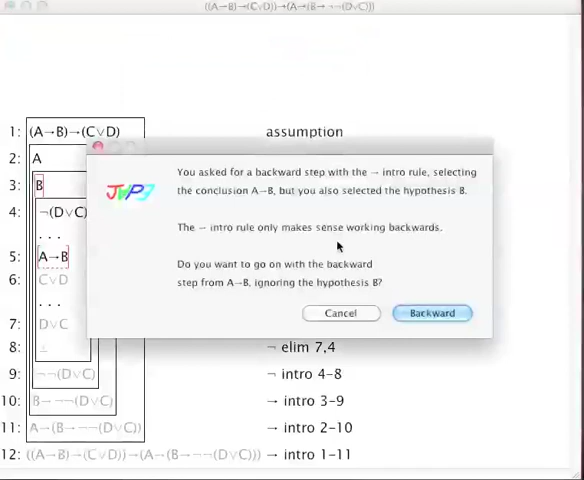 ((A→B)→(C∨D))→(A→(B→¬¬(D∨C)))
1: (A→B)→(C∨D) assumption
2: A
3: B
4: ¬(D∨C)
. . .
5: A→B
6: C∨D
. . .
7: D∨C
8: ⊥ ¬ elim 7,4
9: ¬¬(D∨C) ¬ intro 4-8
10: B→¬¬(D∨C) → intro 3-9
11: A→(B→¬¬(D∨C)) → intro 2-10
12: ((A→B)→(C∨D))→(A→(B→¬¬(D∨C))) → intro 1-11
JAPE
You asked for a backward step with the → intro rule, selecting
the conclusion A→B, but you also selected the hypothesis B.
The → intro rule only makes sense working backwards.
Do you want to go on with the backward
step from A→B, ignoring the hypothesis B?
Cancel
Backward